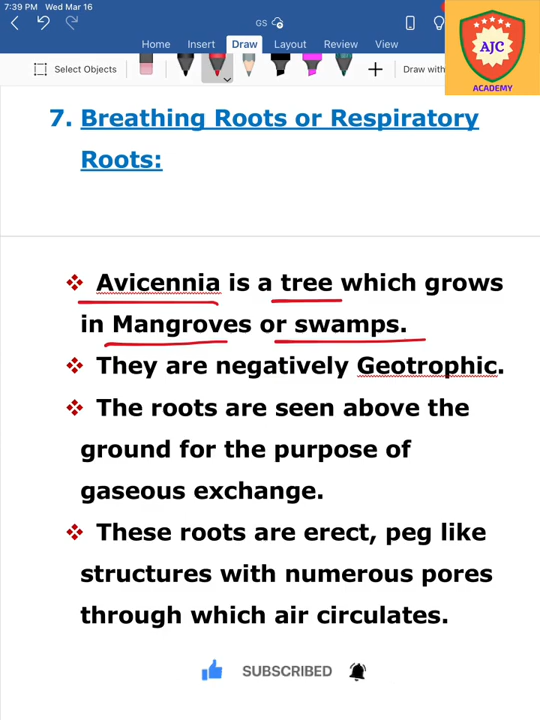 7:39 PM Wed Mar 16
GS
Home Insert Draw Layout Review View
Select Objects
Draw with
AJC
ACADEMY
7. Breathing Roots or Respiratory
Roots:
❖ Avicennia is a tree which grows
in Mangroves or swamps.
❖ They are negatively Geotrophic.
❖ The roots are seen above the
ground for the purpose of
gaseous exchange.
❖ These roots are erect, peg like
structures with numerous pores
through which air circulates.
SUBSCRIBED